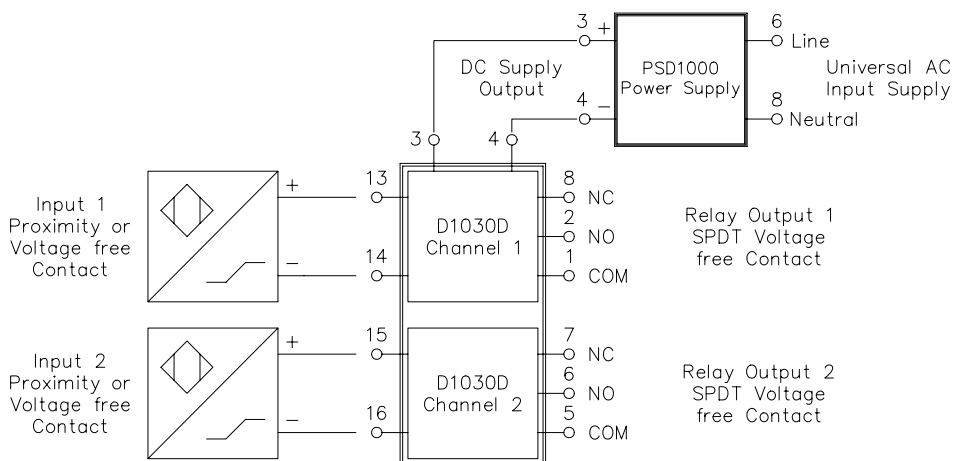 3
+
6
Line
DC Supply
Output
PSD1000
Power Supply
Universal AC
Input Supply
4
−
8
Neutral
3
4
Input 1
Proximity or
Voltage free
Contact
+
−
13
14
D1030D
Channel 1
8
NC
2
NO
1
COM
Relay Output 1
SPDT Voltage
free Contact
Input 2
Proximity or
Voltage free
Contact
+
−
15
16
D1030D
Channel 2
7
NC
6
NO
5
COM
Relay Output 2
SPDT Voltage
free Contact